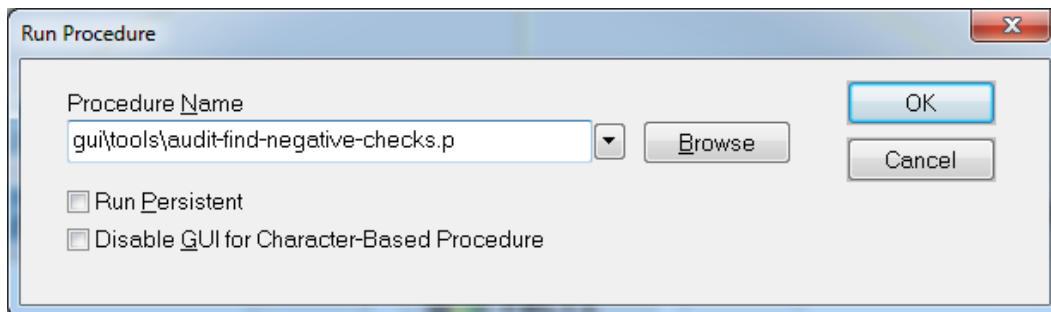 Run Procedure
Procedure Name
gui\tools\audit-find-negative-checks.p
Browse
OK
Cancel
Run Persistent
Disable GUI for Character-Based Procedure